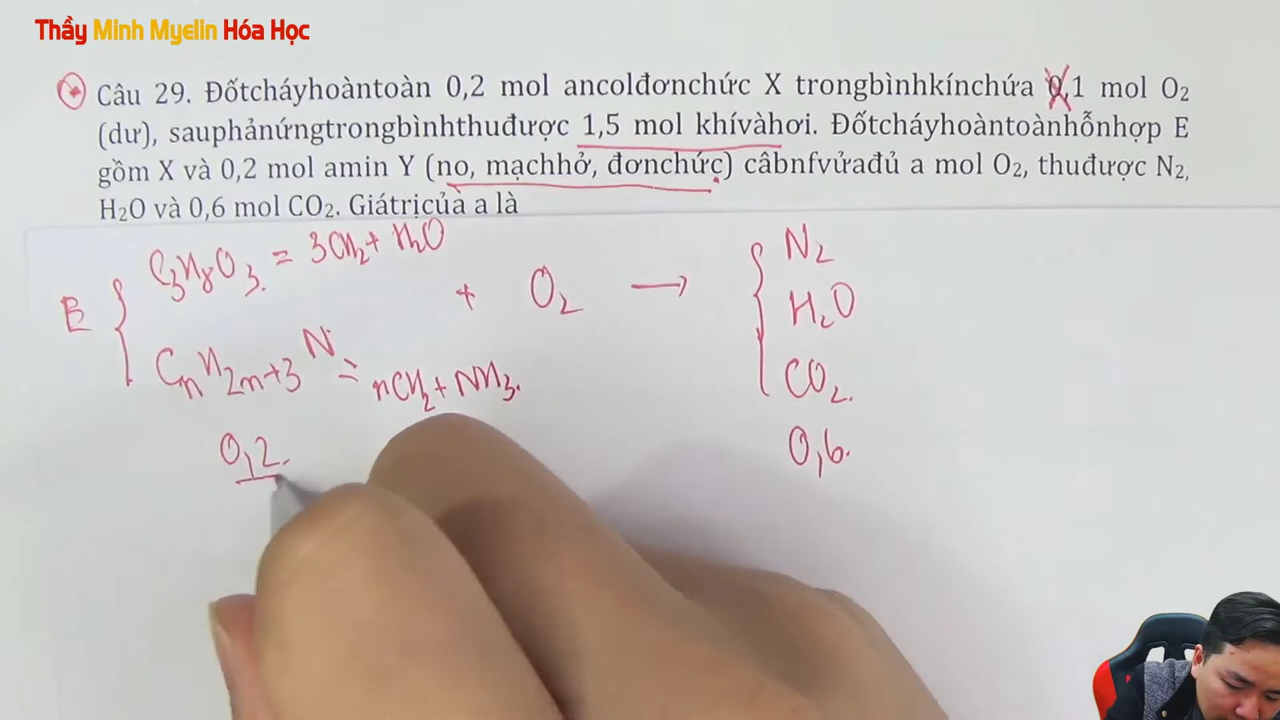 Thầy Minh Myelin Hóa Học
Câu 29. Đốtcháyhoàntoàn 0,2 mol ancolđơnchức X trongbìnhkínchứa 0,1 mol O₂
(dư), sauphảnứngtrongbìnhthuđược 1,5 mol khívàhơi. Đốtcháyhoàntoànhỗnhợp E
gồm X và 0,2 mol amin Y (no, mạchhở, đơnchức) câbnfvửađủ a mol O₂, thuđược N₂,
H₂O và 0,6 mol CO₂. Giátrịcủa a là
C₃H₈O₃. = 3CH₂ + H₂O
E
+ O₂ →
N₂
H₂O
CO₂.
CₙH₂ₙ₊₃N = nCH₂ + NH₃.
0,2.
0,6.